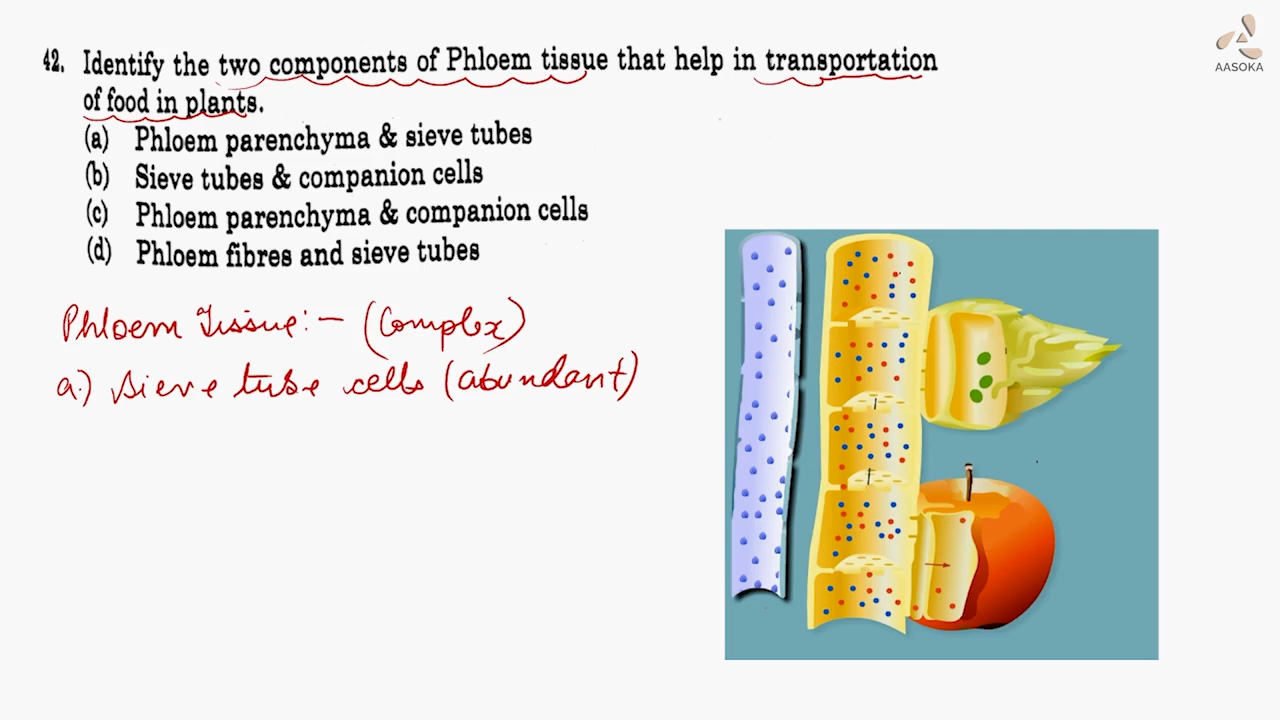 42. Identify the two components of Phloem tissue that help in transportation
of food in plants.
(a) Phloem parenchyma & sieve tubes
(b) Sieve tubes & companion cells
(c) Phloem parenchyma & companion cells
(d) Phloem fibres and sieve tubes
Phloem Tissue:- (Complex)
a.) Sieve tube cells (abundant)
AASOKA